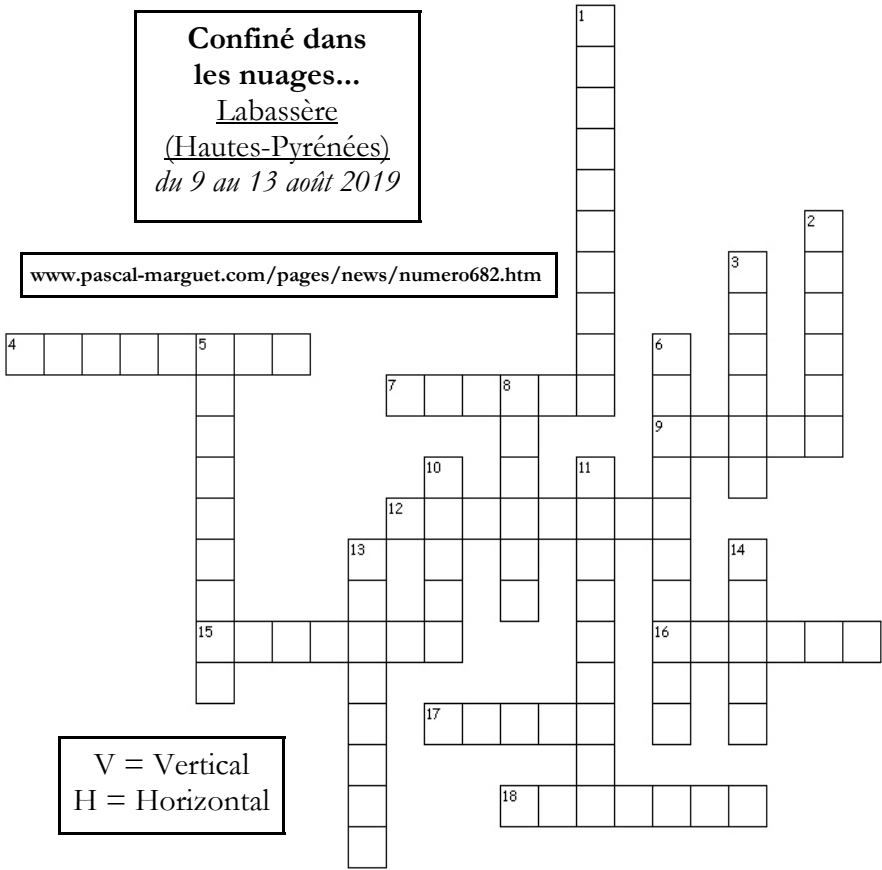 Confiné dans
les nuages...
Labassère
(Hautes-Pyrénées)
du 9 au 13 août 2019
1
2
www.pascal-marguet.com/pages/news/numero682.htm
3
4 5 6
7 8
9
10 11
12
13 14
15 16
17
V = Vertical
H = Horizontal
18